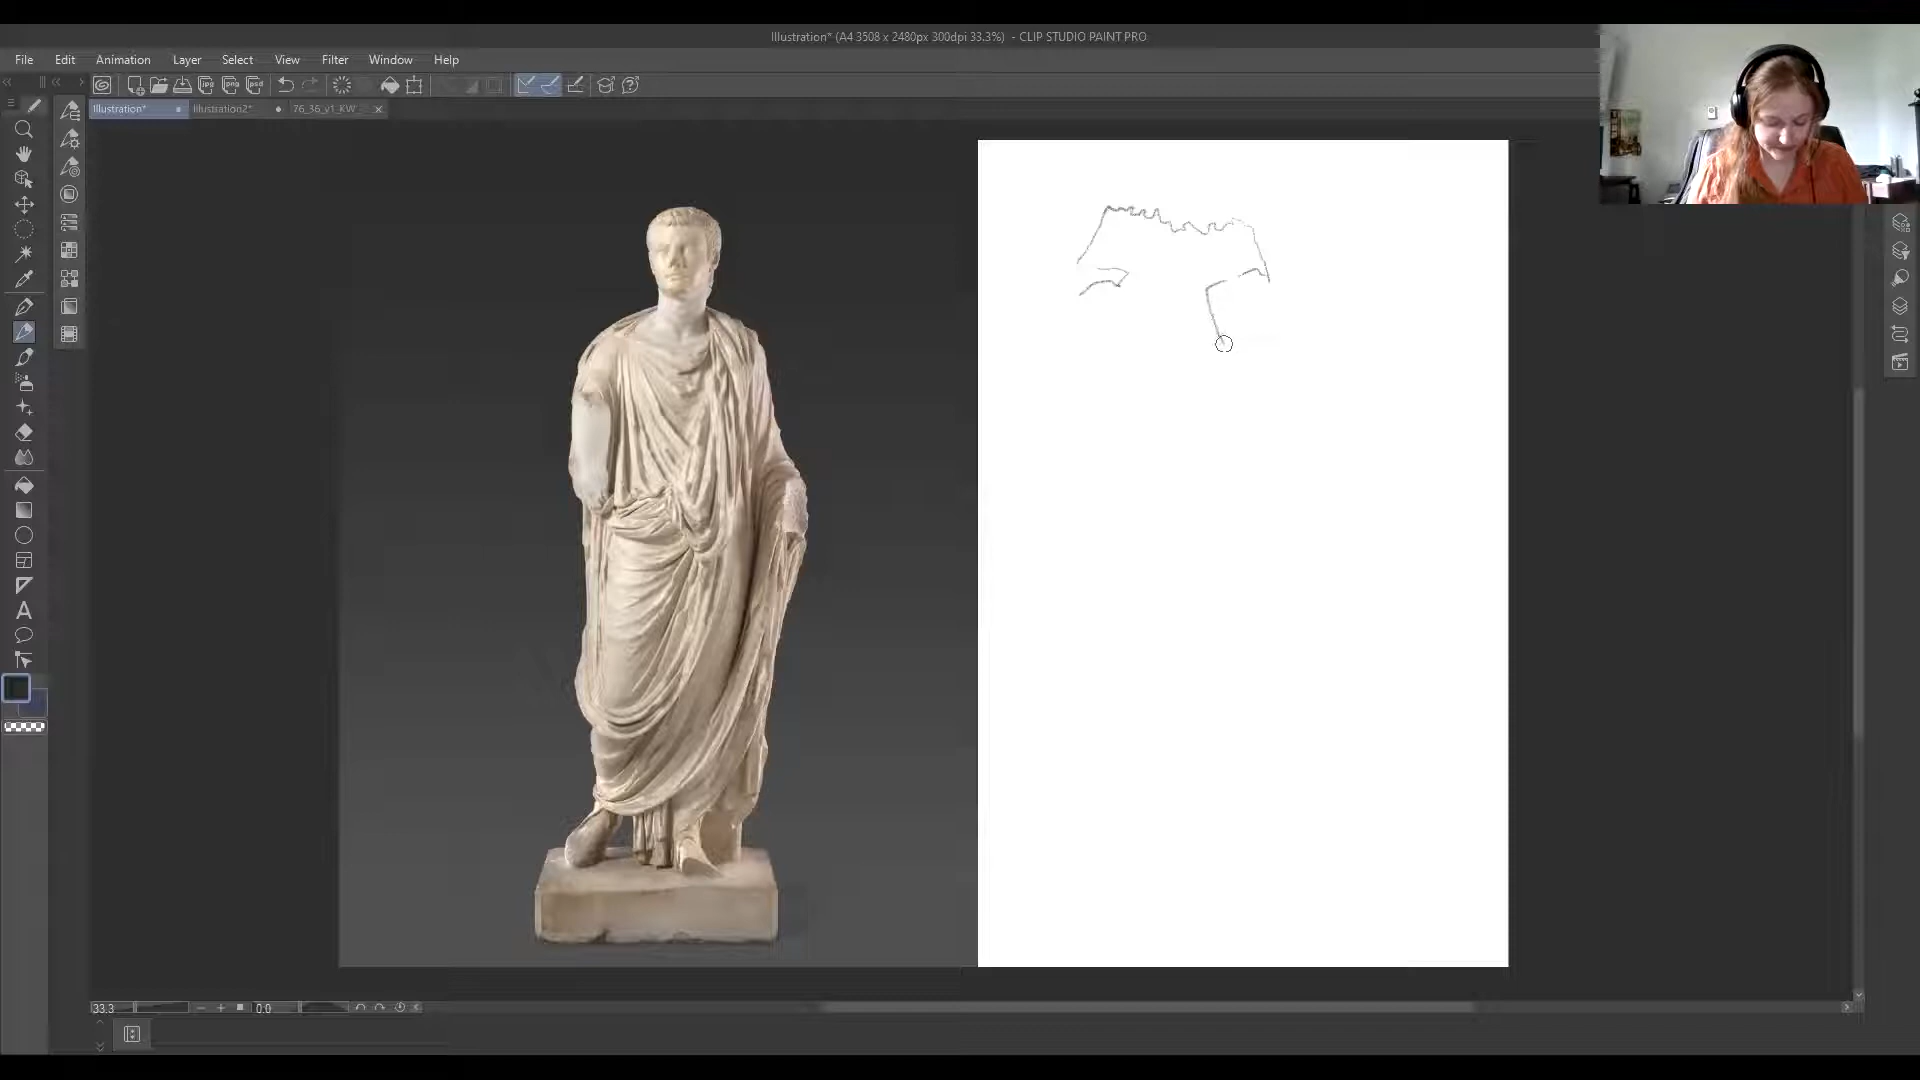 Illustration* (A4 3508 x 2480px 300dpi 33.3%) - CLIP STUDIO PAINT PRO
File Edit Animation Layer Select View Filter Window Help
Illustration* Illustration2* 76_36_v1_KW
33.3 0.0